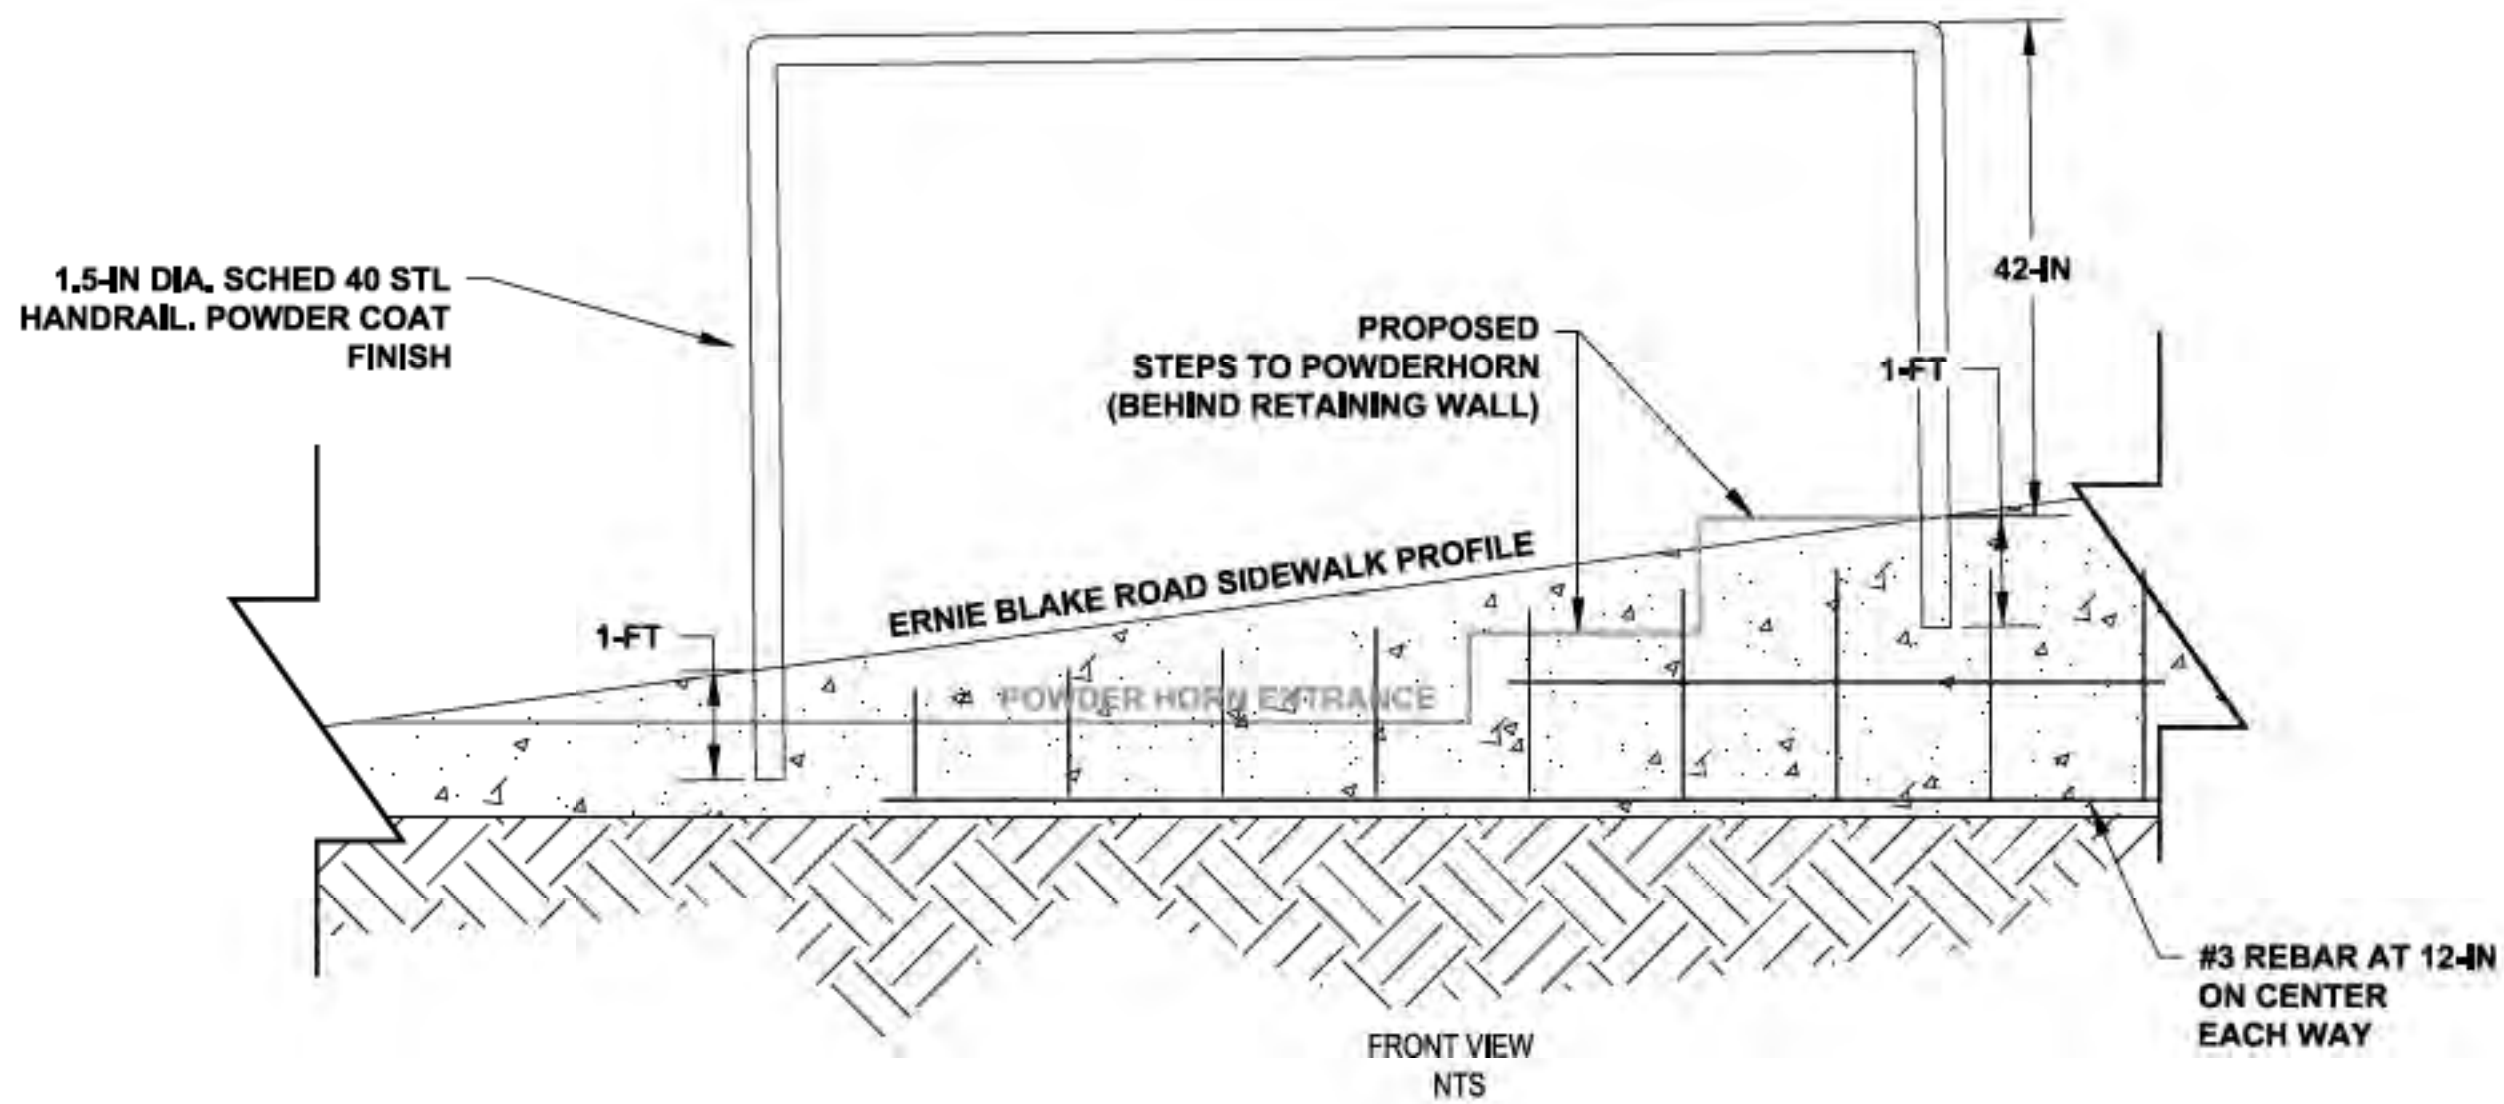 1.5-IN DIA. SCHED 40 STL
HANDRAIL. POWDER COAT
FINISH
42-IN
PROPOSED
STEPS TO POWDERHORN
(BEHIND RETAINING WALL)
1-FT
ERNIE BLAKE ROAD SIDEWALK PROFILE
1-FT
POWDER HORN ENTRANCE
#3 REBAR AT 12-IN
ON CENTER
EACH WAY
FRONT VIEW
NTS